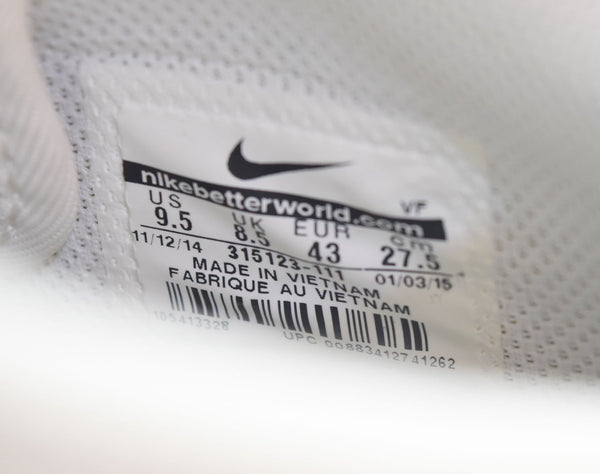 nikebetterworld.com
VF
US UK EUR cm
9.5 8.5 43 27.5
11/12/14 315123-111 01/03/15
MADE IN VIETNAM
FABRIQUE AU VIETNAM
105413328 UPC 00883412741262